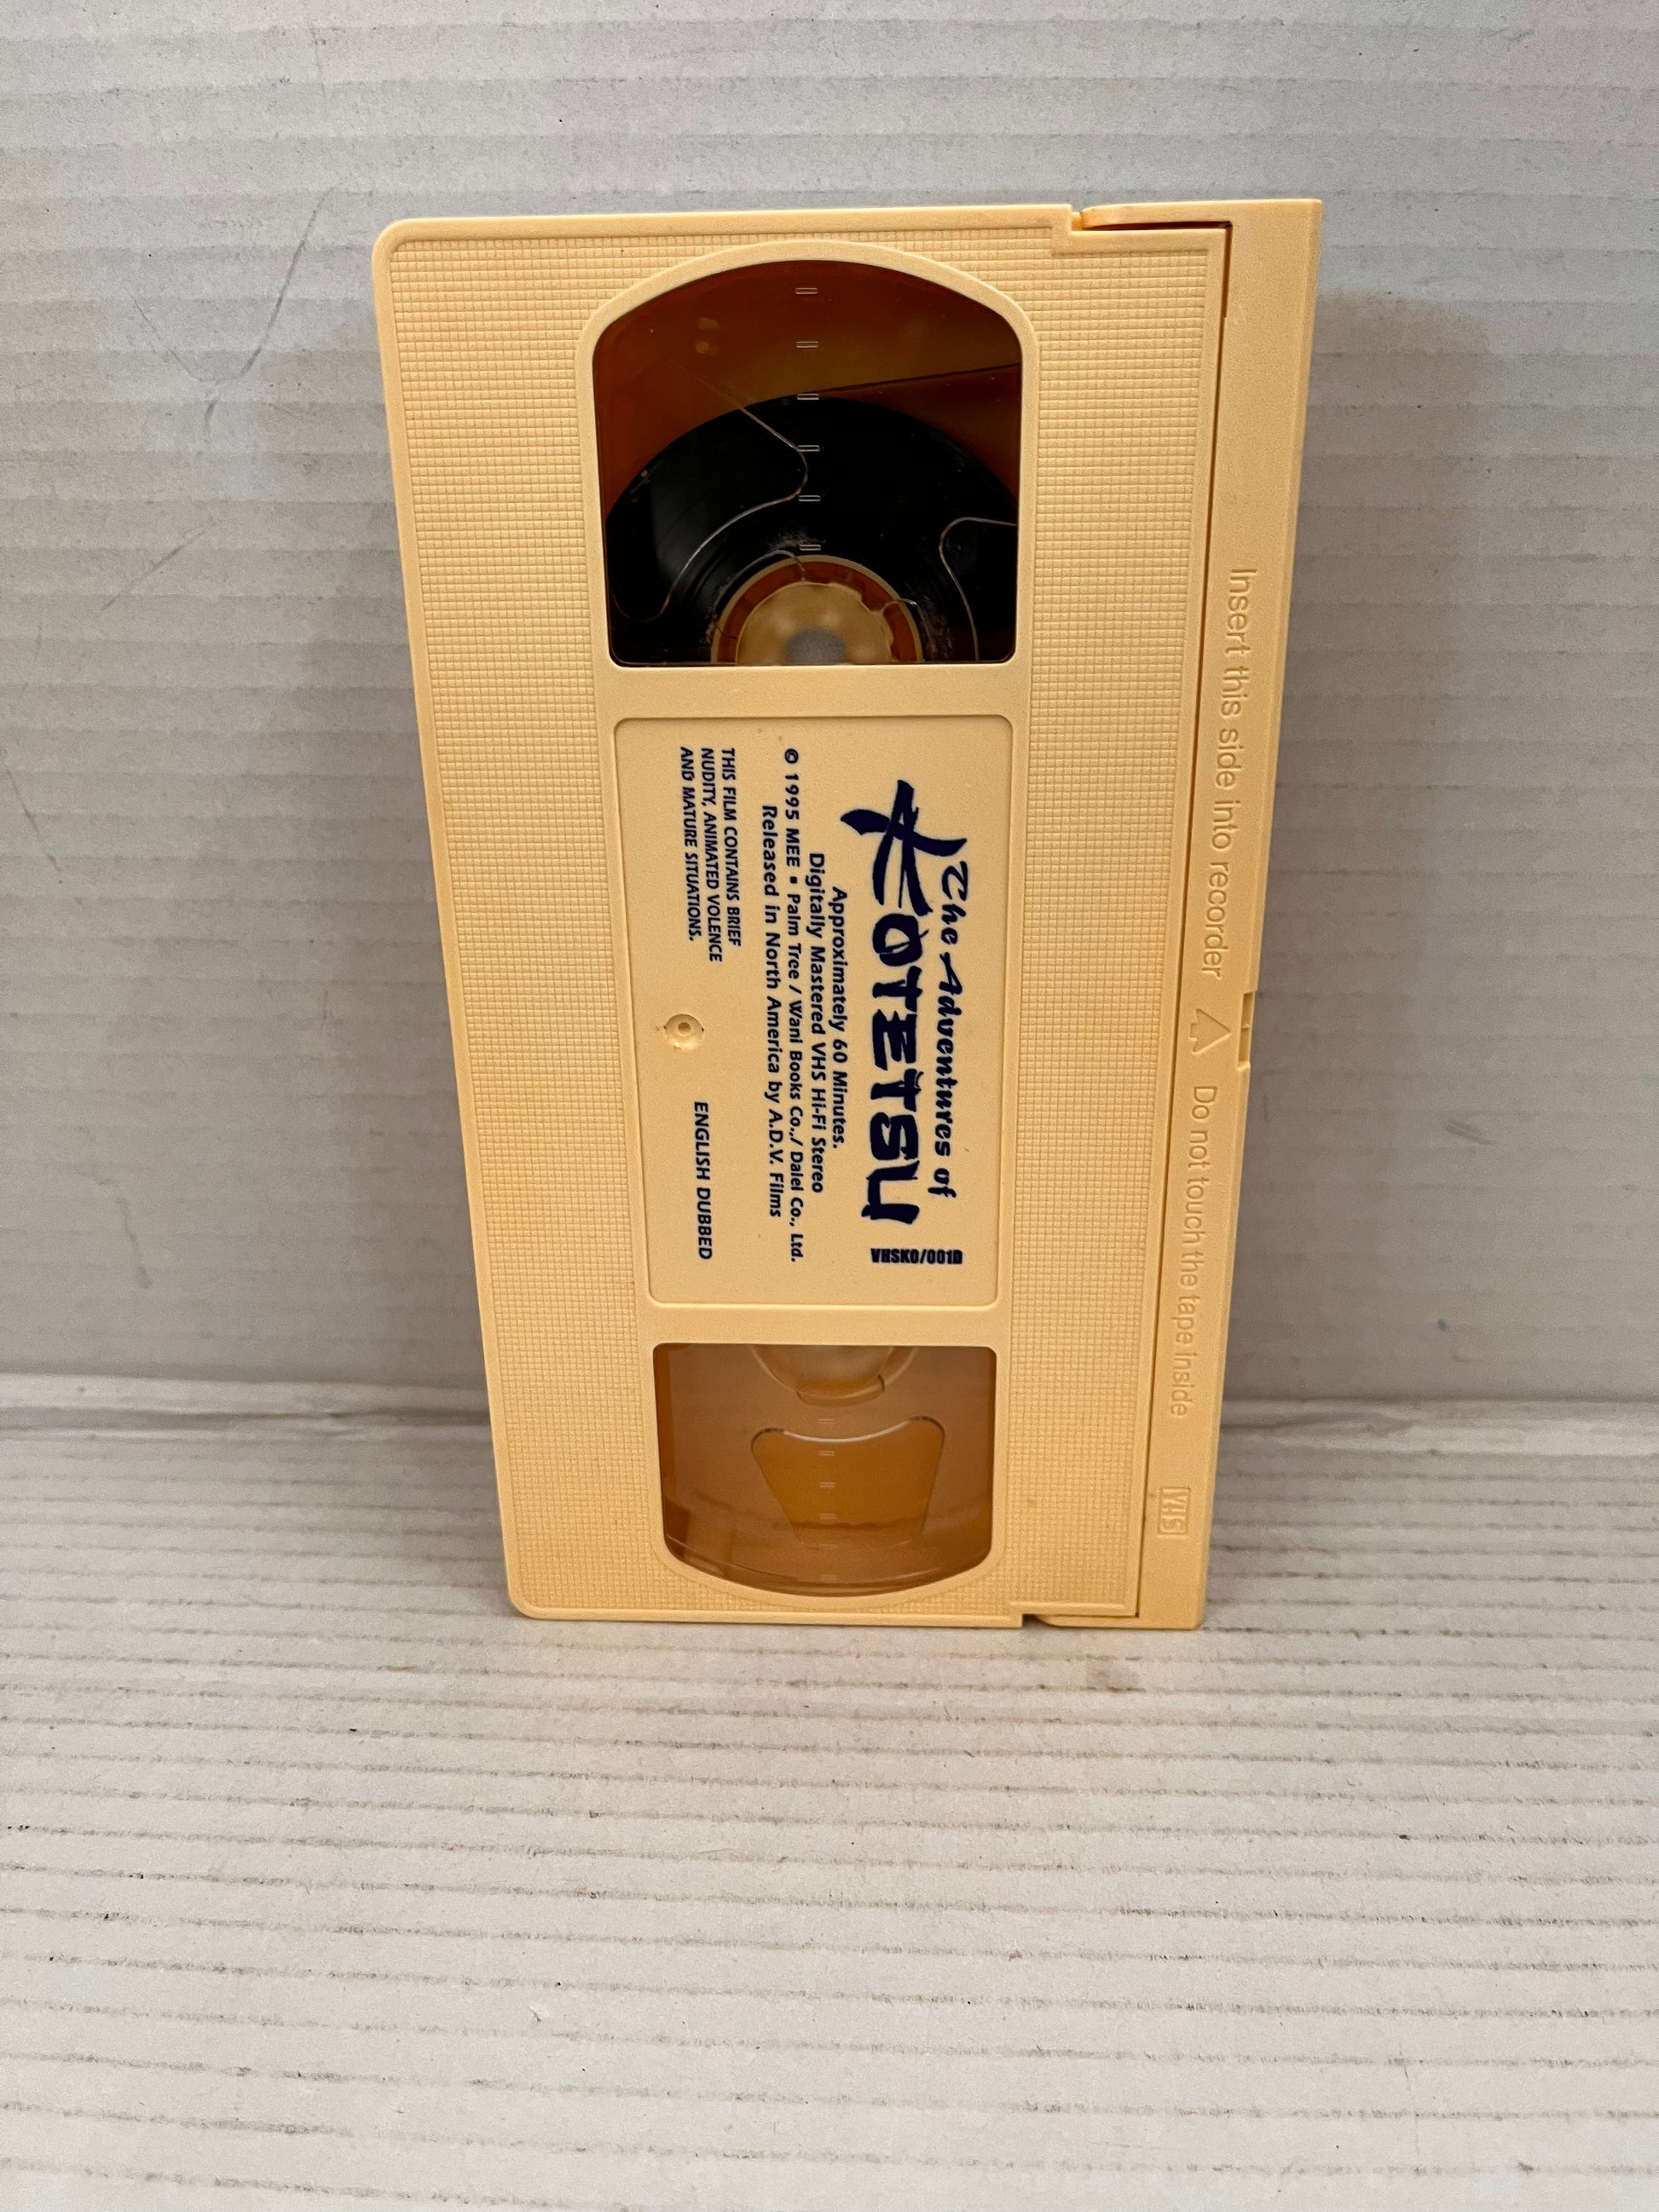 Insert this side into recorder △ Do not touch the tape inside
VHS
The Adventures of
KOTETSU
VHSKO/001D
Approximately 60 Minutes.
Digitally Mastered VHS Hi-Fi Stereo
© 1995 MEE ▪ Palm Tree / Wani Books Co.,/ Dalel Co., Ltd.
Released in North America by A.D.V. Films
THIS FILM CONTAINS BRIEF
NUDITY, ANIMATED VOLENCE
AND MATURE SITUATIONS.
ENGLISH DUBBED